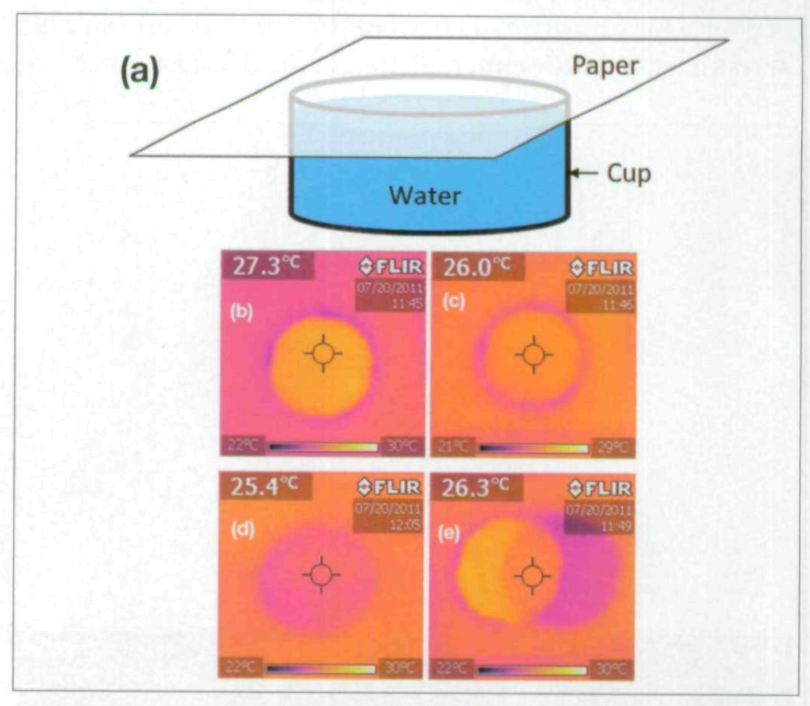 (a)
Paper
Cup
Water
27.3°C
FLIR
07/20/2011
11:45
(b)
22°C
30°C
26.0°C
FLIR
07/20/2011
11:46
(c)
21°C
29°C
25.4°C
FLIR
07/20/2011
12:05
(d)
22°C
30°C
26.3°C
FLIR
07/20/2011
11:49
(e)
22°C
30°C